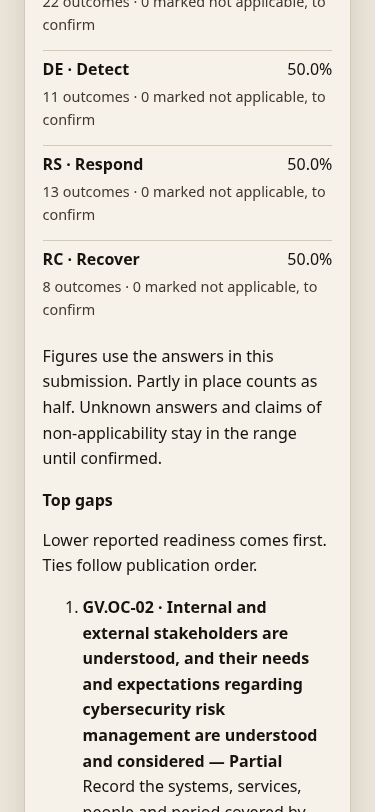 22 outcomes · 0 marked not applicable, to
confirm
DE · Detect 50.0%
11 outcomes · 0 marked not applicable, to
confirm
RS · Respond 50.0%
13 outcomes · 0 marked not applicable, to
confirm
RC · Recover 50.0%
8 outcomes · 0 marked not applicable, to
confirm
Figures use the answers in this
submission. Partly in place counts as
half. Unknown answers and claims of
non-applicability stay in the range
until confirmed.
Top gaps
Lower reported readiness comes first.
Ties follow publication order.
1. GV.OC-02 · Internal and
external stakeholders are
understood, and their needs
and expectations regarding
cybersecurity risk
management are understood
and considered — Partial
Record the systems, services,
people and period covered by